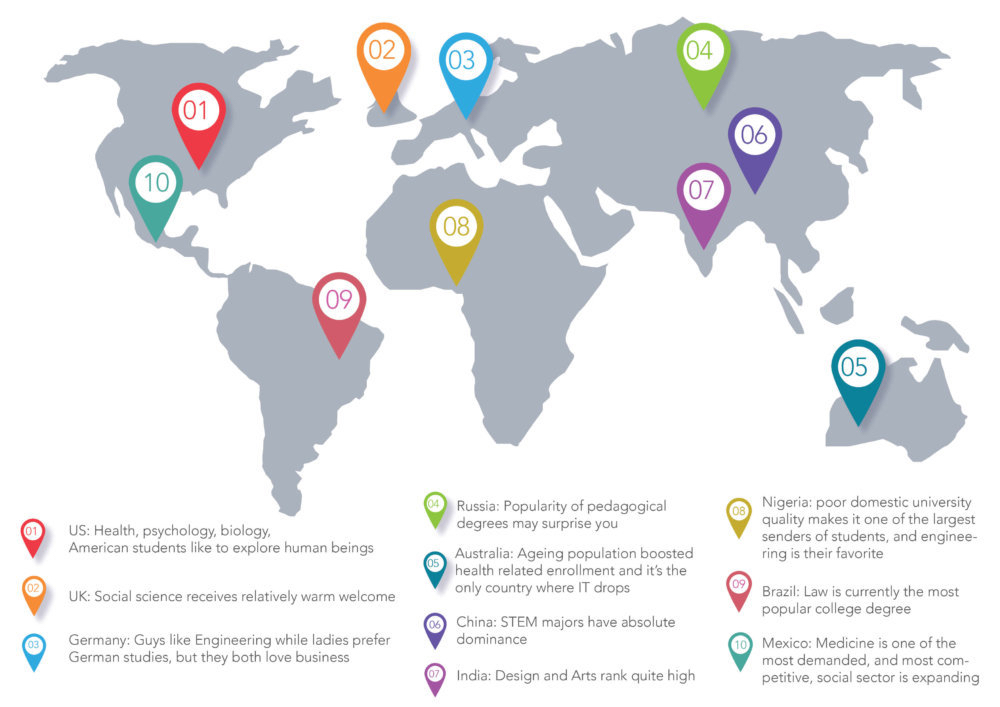 02
03
04
01
06
10
07
08
09
05
01
US: Health, psychology, biology,
American students like to explore human beings
02
UK: Social science receives relatively warm welcome
03
Germany: Guys like Engineering while ladies prefer
German studies, but they both love business
04
Russia: Popularity of pedagogical
degrees may surprise you
05
Australia: Ageing population boosted
health related enrollment and it's the
only country where IT drops
06
China: STEM majors have absolute
dominance
07
India: Design and Arts rank quite high
08
Nigeria: poor domestic university
quality makes it one of the largest
senders of students, and enginee-
ring is their favorite
09
Brazil: Law is currently the most
popular college degree
10
Mexico: Medicine is one of the
most demanded, and most com-
petitive, social sector is expanding